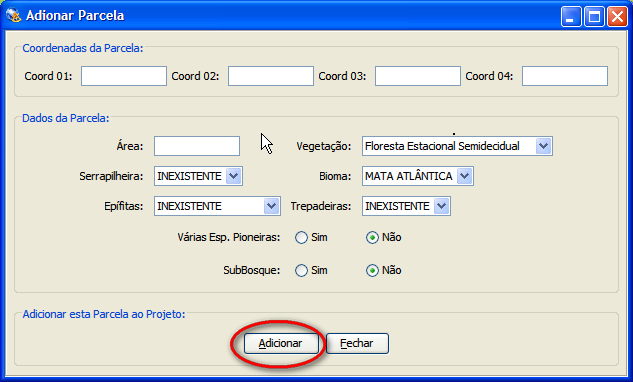 Adionar Parcela
Coordenadas da Parcela:
Coord 01: Coord 02: Coord 03: Coord 04:
Dados da Parcela:
Área: Vegetação: Floresta Estacional Semidecidual
Serrapilheira: INEXISTENTE Bioma: MATA ATLÂNTICA
Epífitas: INEXISTENTE Trepadeiras: INEXISTENTE
Várias Esp. Pioneiras: Sim Não
SubBosque: Sim Não
Adicionar esta Parcela ao Projeto:
Adicionar Fechar